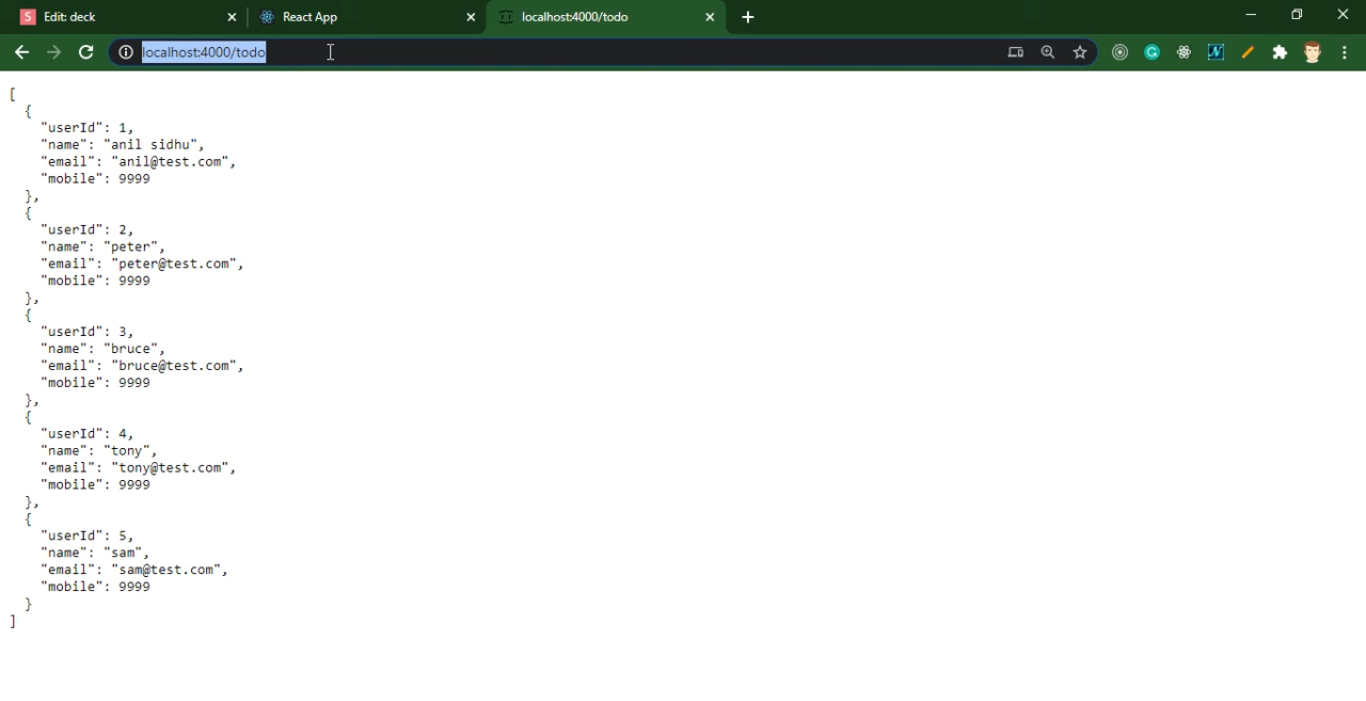 S Edit: deck
React App
localhost:4000/todo
localhost:4000/todo
[
{
"userId": 1,
"name": "anil sidhu",
"email": "anil@test.com",
"mobile": 9999
},
{
"userId": 2,
"name": "peter",
"email": "peter@test.com",
"mobile": 9999
},
{
"userId": 3,
"name": "bruce",
"email": "bruce@test.com",
"mobile": 9999
},
{
"userId": 4,
"name": "tony",
"email": "tony@test.com",
"mobile": 9999
},
{
"userId": 5,
"name": "sam",
"email": "sam@test.com",
"mobile": 9999
}
]